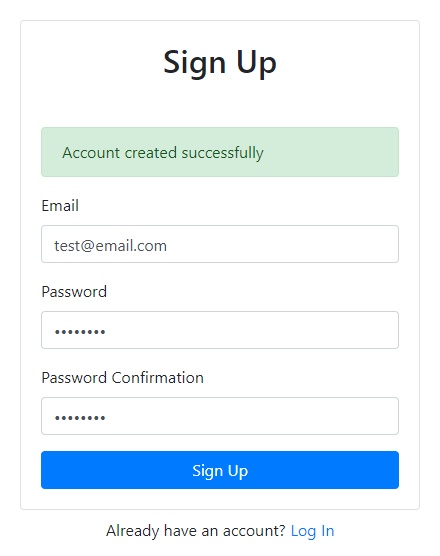 Sign Up
Account created successfully
Email
test@email.com
Password
••••••••
Password Confirmation
••••••••
Sign Up
Already have an account? Log In